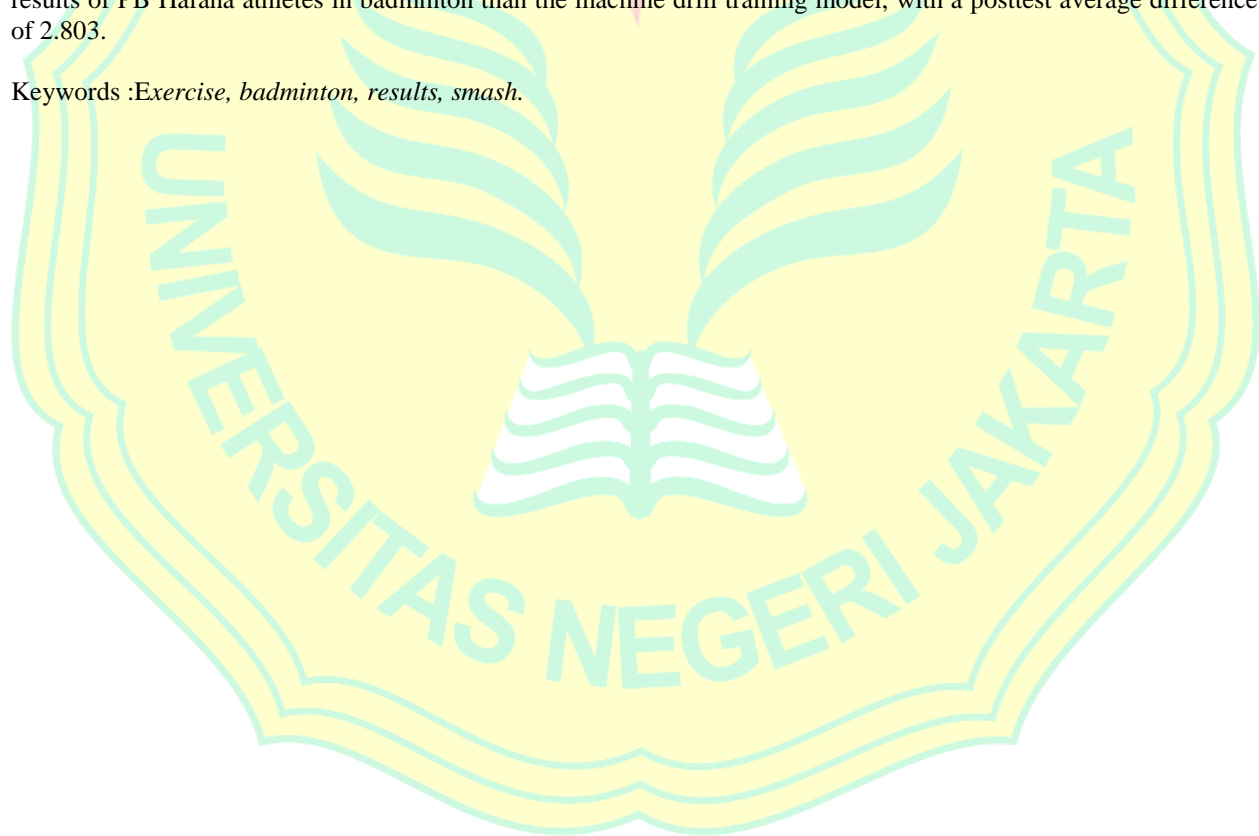 results of PB Harana athletes in badminton than the machine drill training model, with a posttest average difference
of 2.803.
Keywords :Exercise, badminton, results, smash.
UNIVERSITAS NEGERI JAKARTA